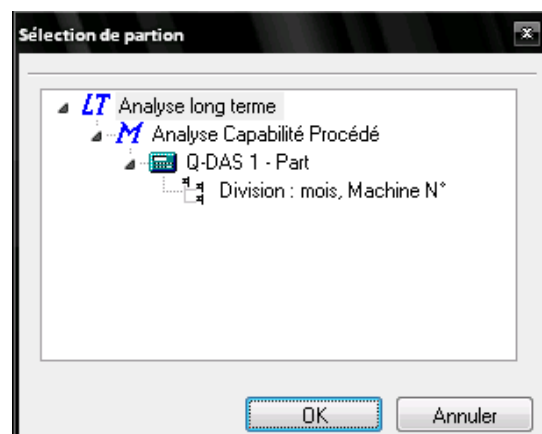 Sélection de partion
LT Analyse long terme
M Analyse Capabilité Procédé
Q-DAS 1 - Part
Division : mois, Machine N°
OK Annuler